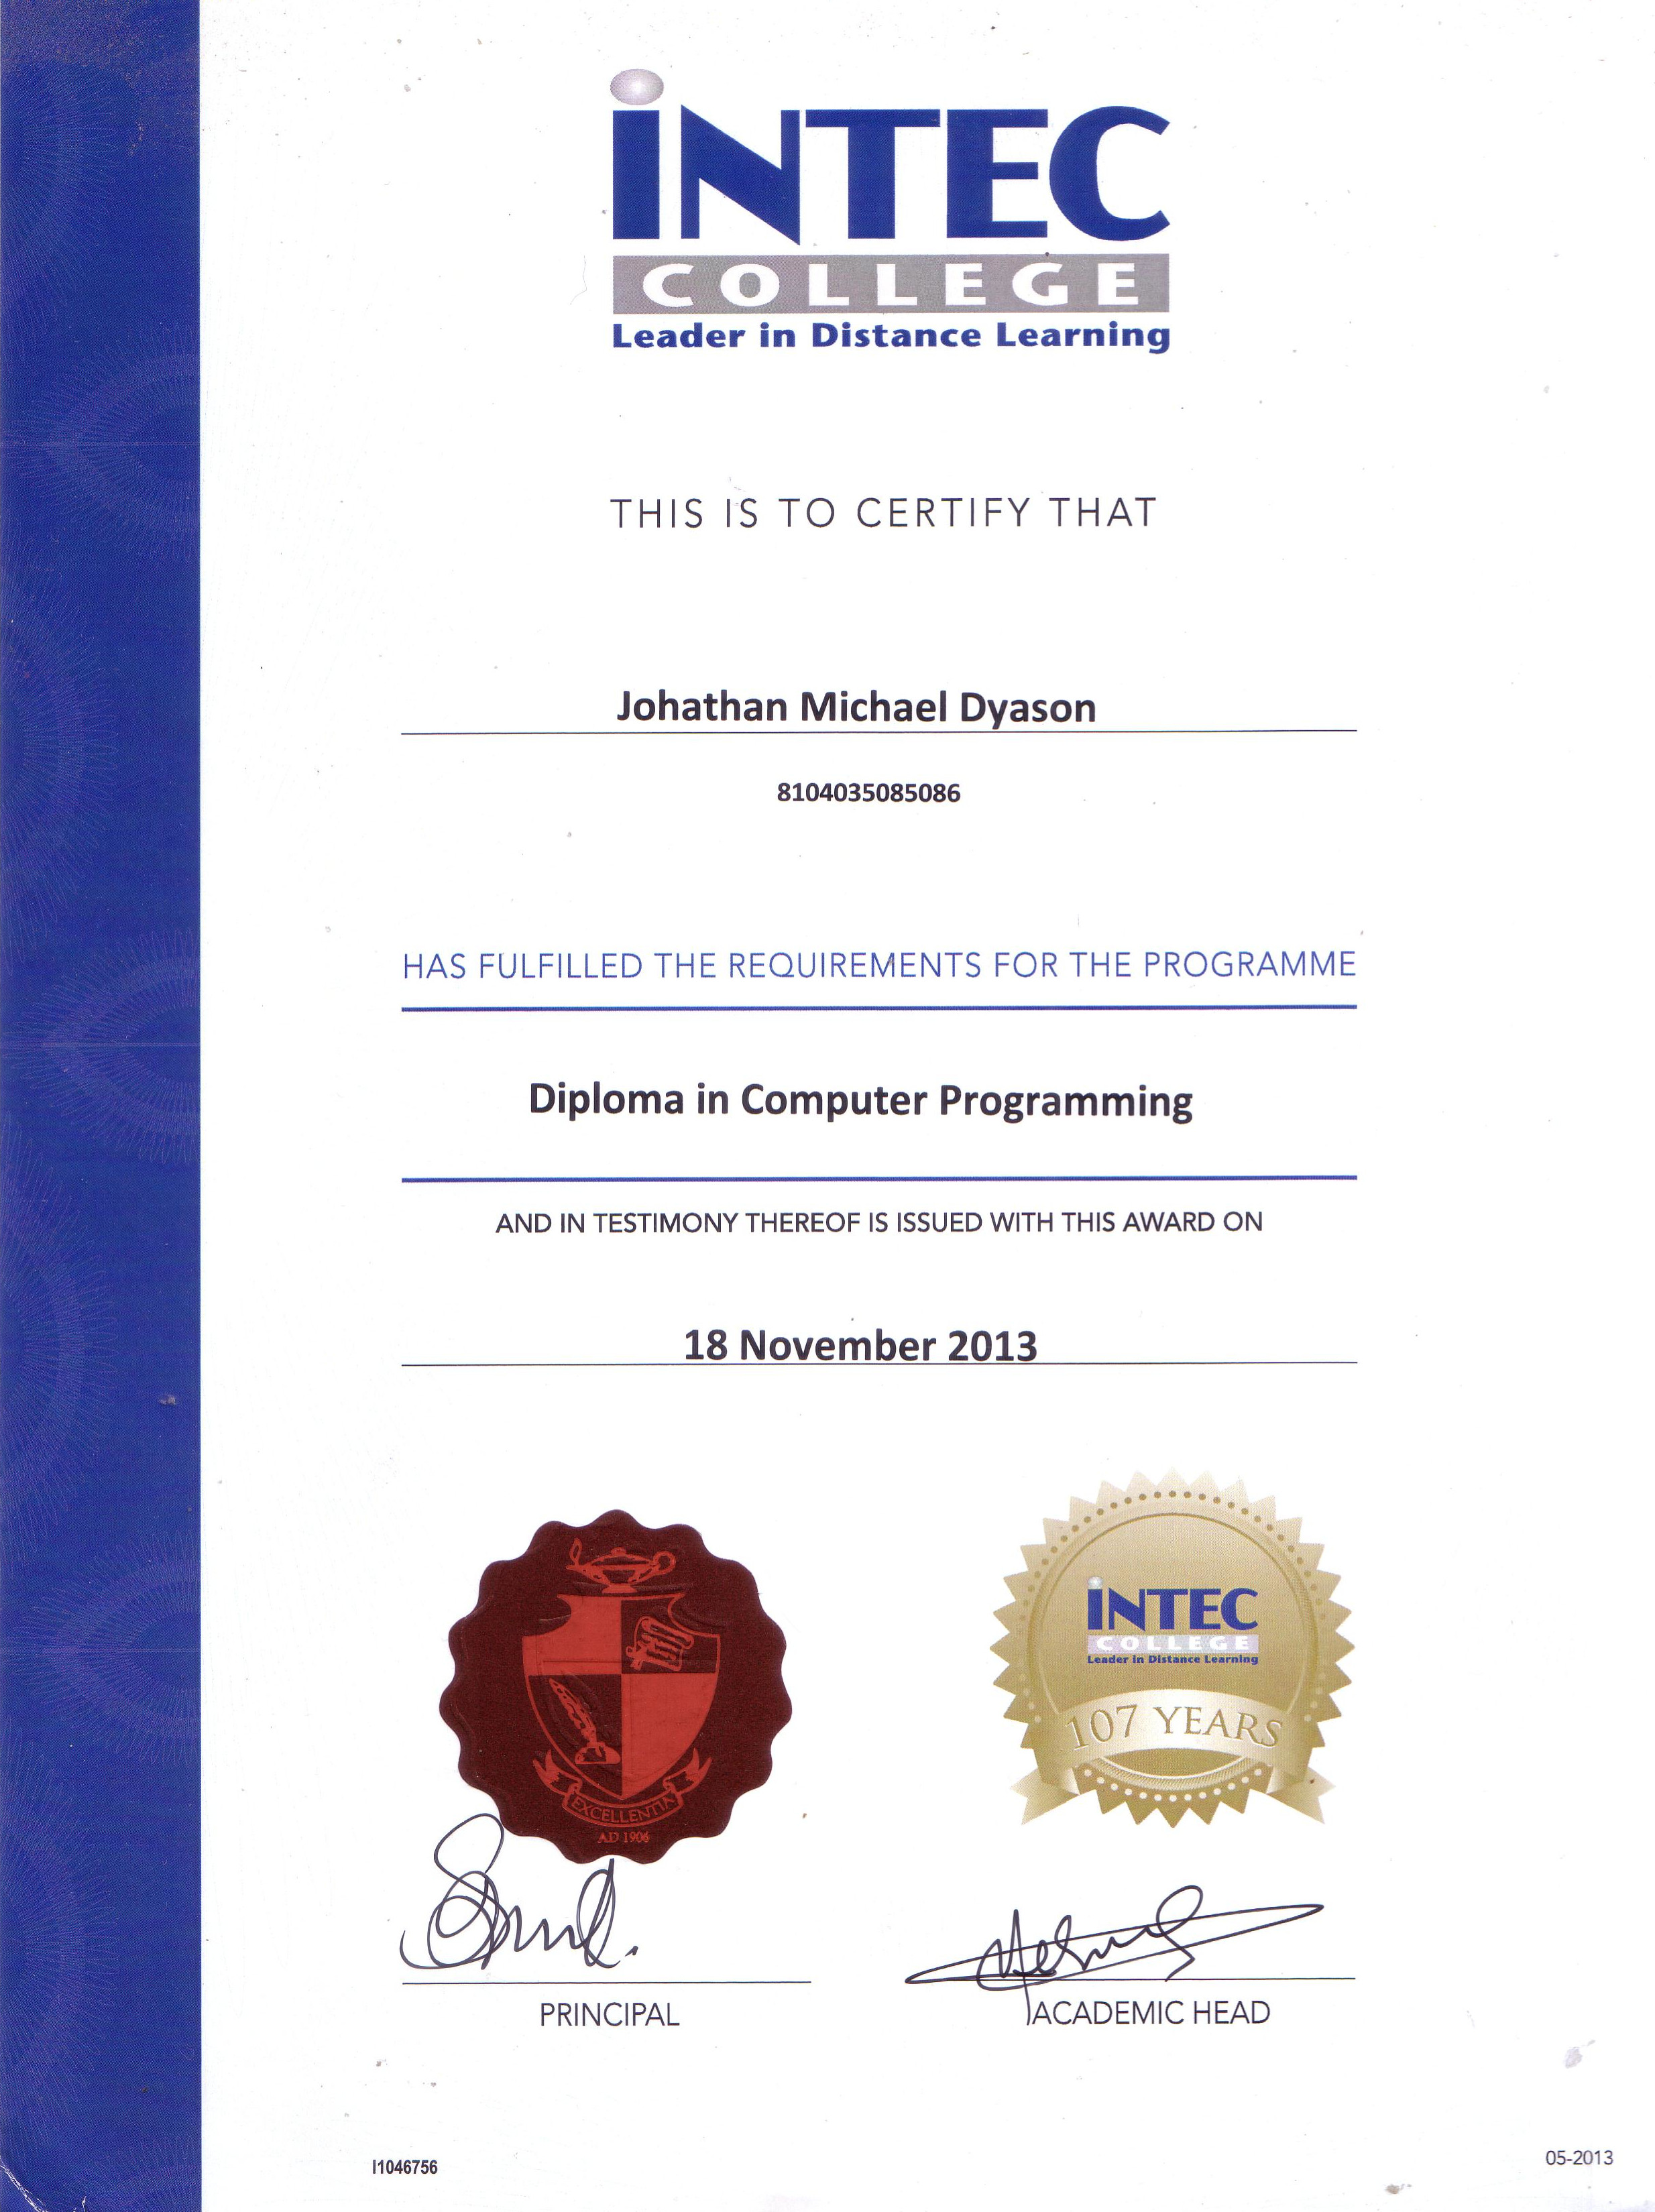 iNTEC
COLLEGE
Leader in Distance Learning
THIS IS TO CERTIFY THAT
Johathan Michael Dyason
8104035085086
HAS FULFILLED THE REQUIREMENTS FOR THE PROGRAMME
Diploma in Computer Programming
AND IN TESTIMONY THEREOF IS ISSUED WITH THIS AWARD ON
18 November 2013
EXCELLENTIA
AD 1906
iNTEC
COLLEGE
Leader in Distance Learning
107 YEARS
PRINCIPAL
ACADEMIC HEAD
I1046756
05-2013